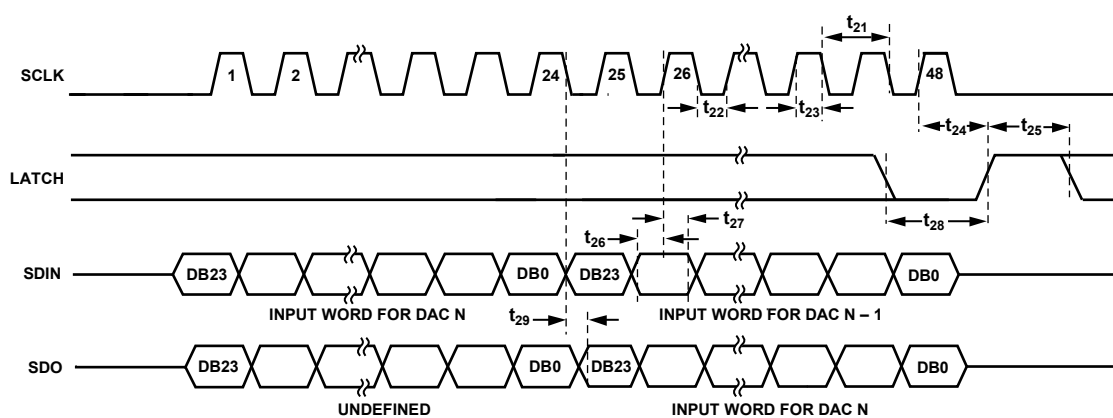 t21
SCLK 1 2 24 25 26 48
t22 t23 t24 t25
LATCH
t28
t27
t26
SDIN DB23 DB0 DB23 DB0
INPUT WORD FOR DAC N INPUT WORD FOR DAC N – 1
t29
SDO DB23 DB0 DB23 DB0
UNDEFINED INPUT WORD FOR DAC N